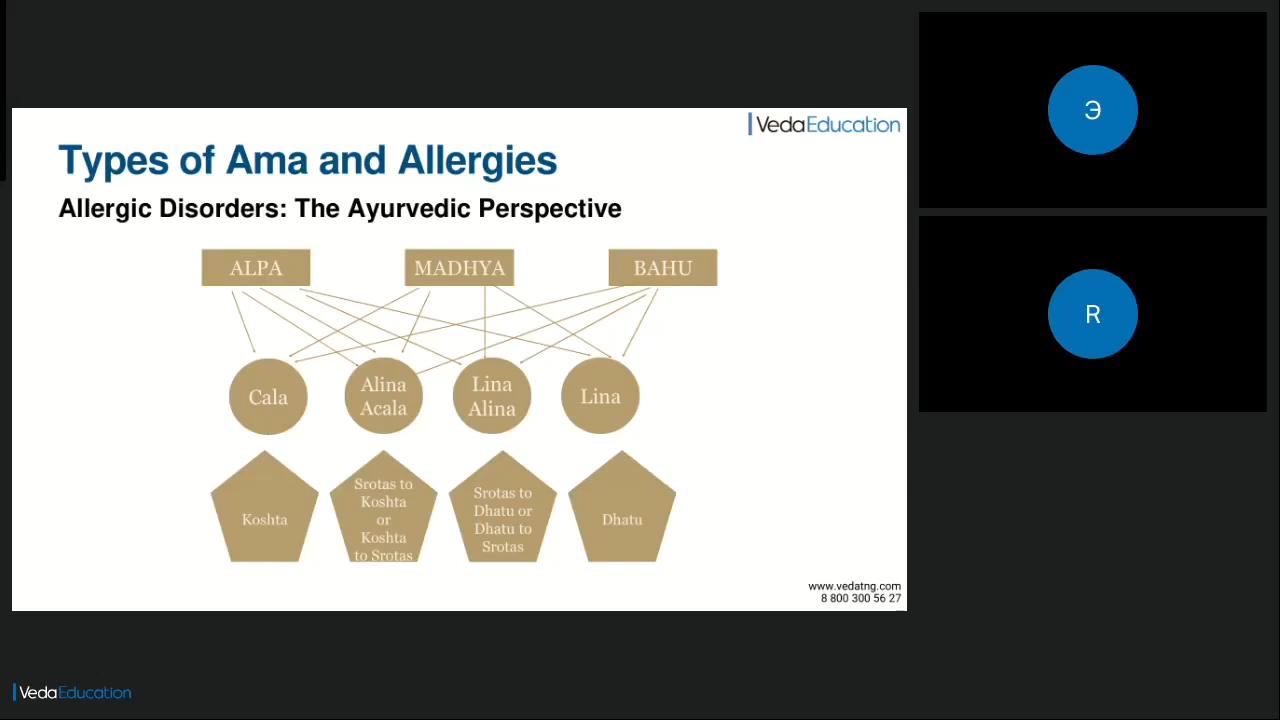 VedaEducation
Types of Ama and Allergies
Allergic Disorders: The Ayurvedic Perspective
ALPA
MADHYA
BAHU
Cala
Alina
Acala
Lina
Alina
Lina
Koshta
Srotas to
Koshta
or
Koshta
to Srotas
Srotas to
Dhatu or
Dhatu to
Srotas
Dhatu
www.vedatng.com
8 800 300 56 27
Э
R
VedaEducation